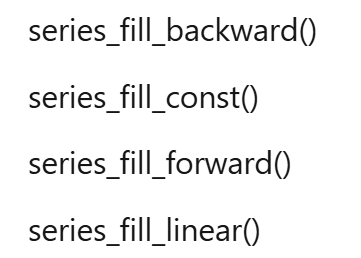 series_fill_backward()
series_fill_const()
series_fill_forward()
series_fill_linear()